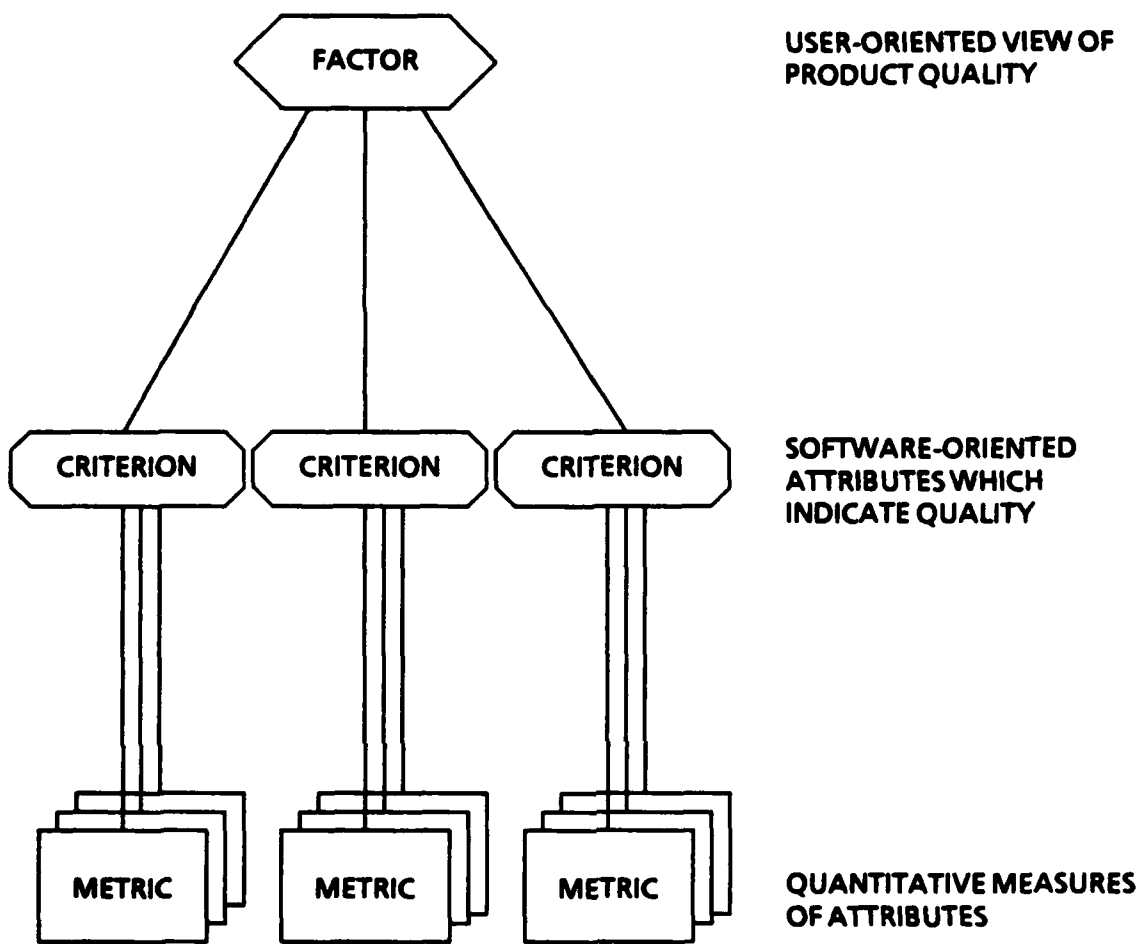 FACTOR
USER-ORIENTED VIEW OF
PRODUCT QUALITY
CRITERION
CRITERION
CRITERION
SOFTWARE-ORIENTED
ATTRIBUTES WHICH
INDICATE QUALITY
METRIC
METRIC
METRIC
QUANTITATIVE MEASURES
OF ATTRIBUTES